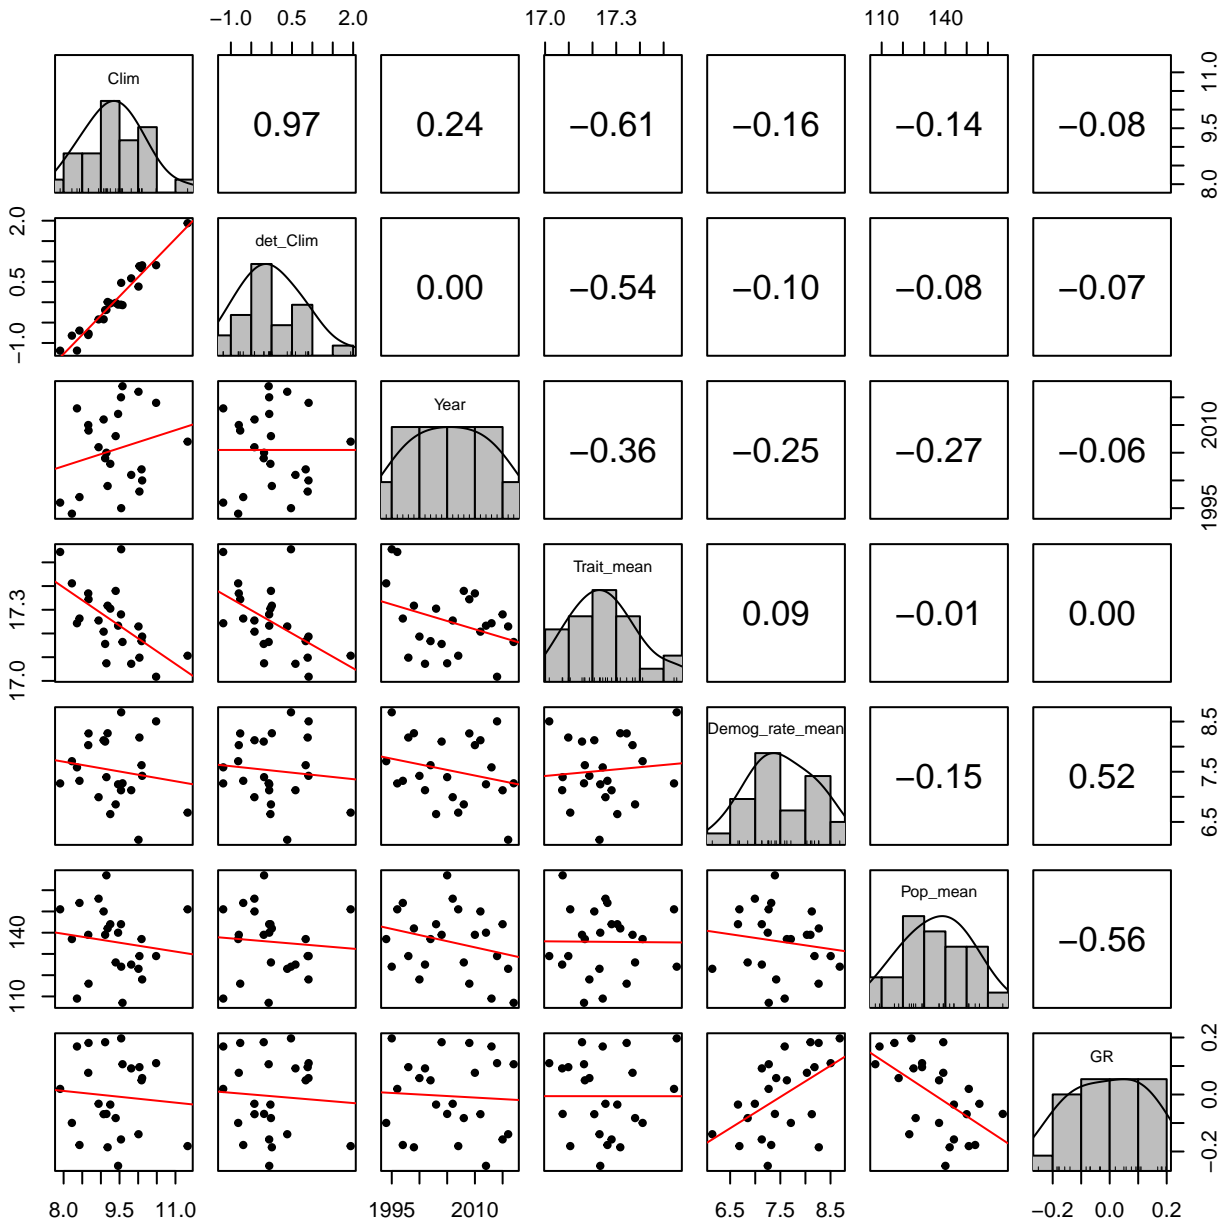 −1.0 0.5 2.0 17.0 17.3 110 140
Clim 0.97 0.24 −0.61 −0.16 −0.14 −0.08 8.0 9.5 11.0
−1.0 0.5 2.0 det_Clim 0.00 −0.54 −0.10 −0.08 −0.07
Year −0.36 −0.25 −0.27 −0.06 1995 2010
17.0 17.3 Trait_mean 0.09 −0.01 0.00
Demog_rate_mean −0.15 0.52 6.5 7.5 8.5
110 140 Pop_mean −0.56
GR −0.2 0.0 0.2
8.0 9.5 11.0 1995 2010 6.5 7.5 8.5 −0.2 0.0 0.2